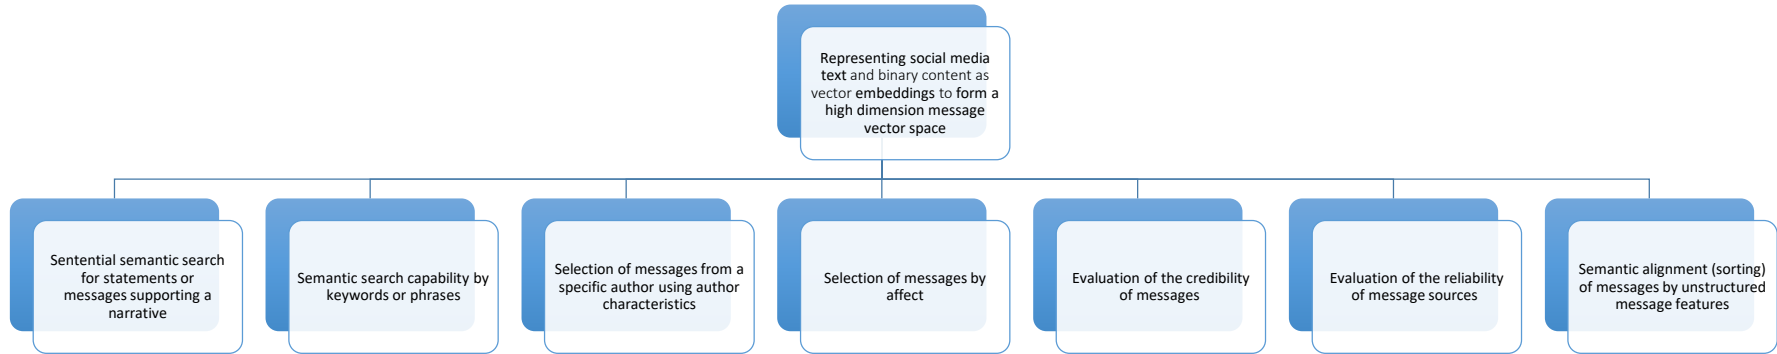 Representing social media
text and binary content as
vector embeddings to form a
high dimension message
vector space
Sentential semantic search
for statements or
messages supporting a
narrative
Semantic search capability by
keywords or phrases
Selection of messages from a
specific author using author
characteristics
Selection of messages by
affect
Evaluation of the credibility
of messages
Evaluation of the reliability
of message sources
Semantic alignment (sorting)
of messages by unstructured
message features